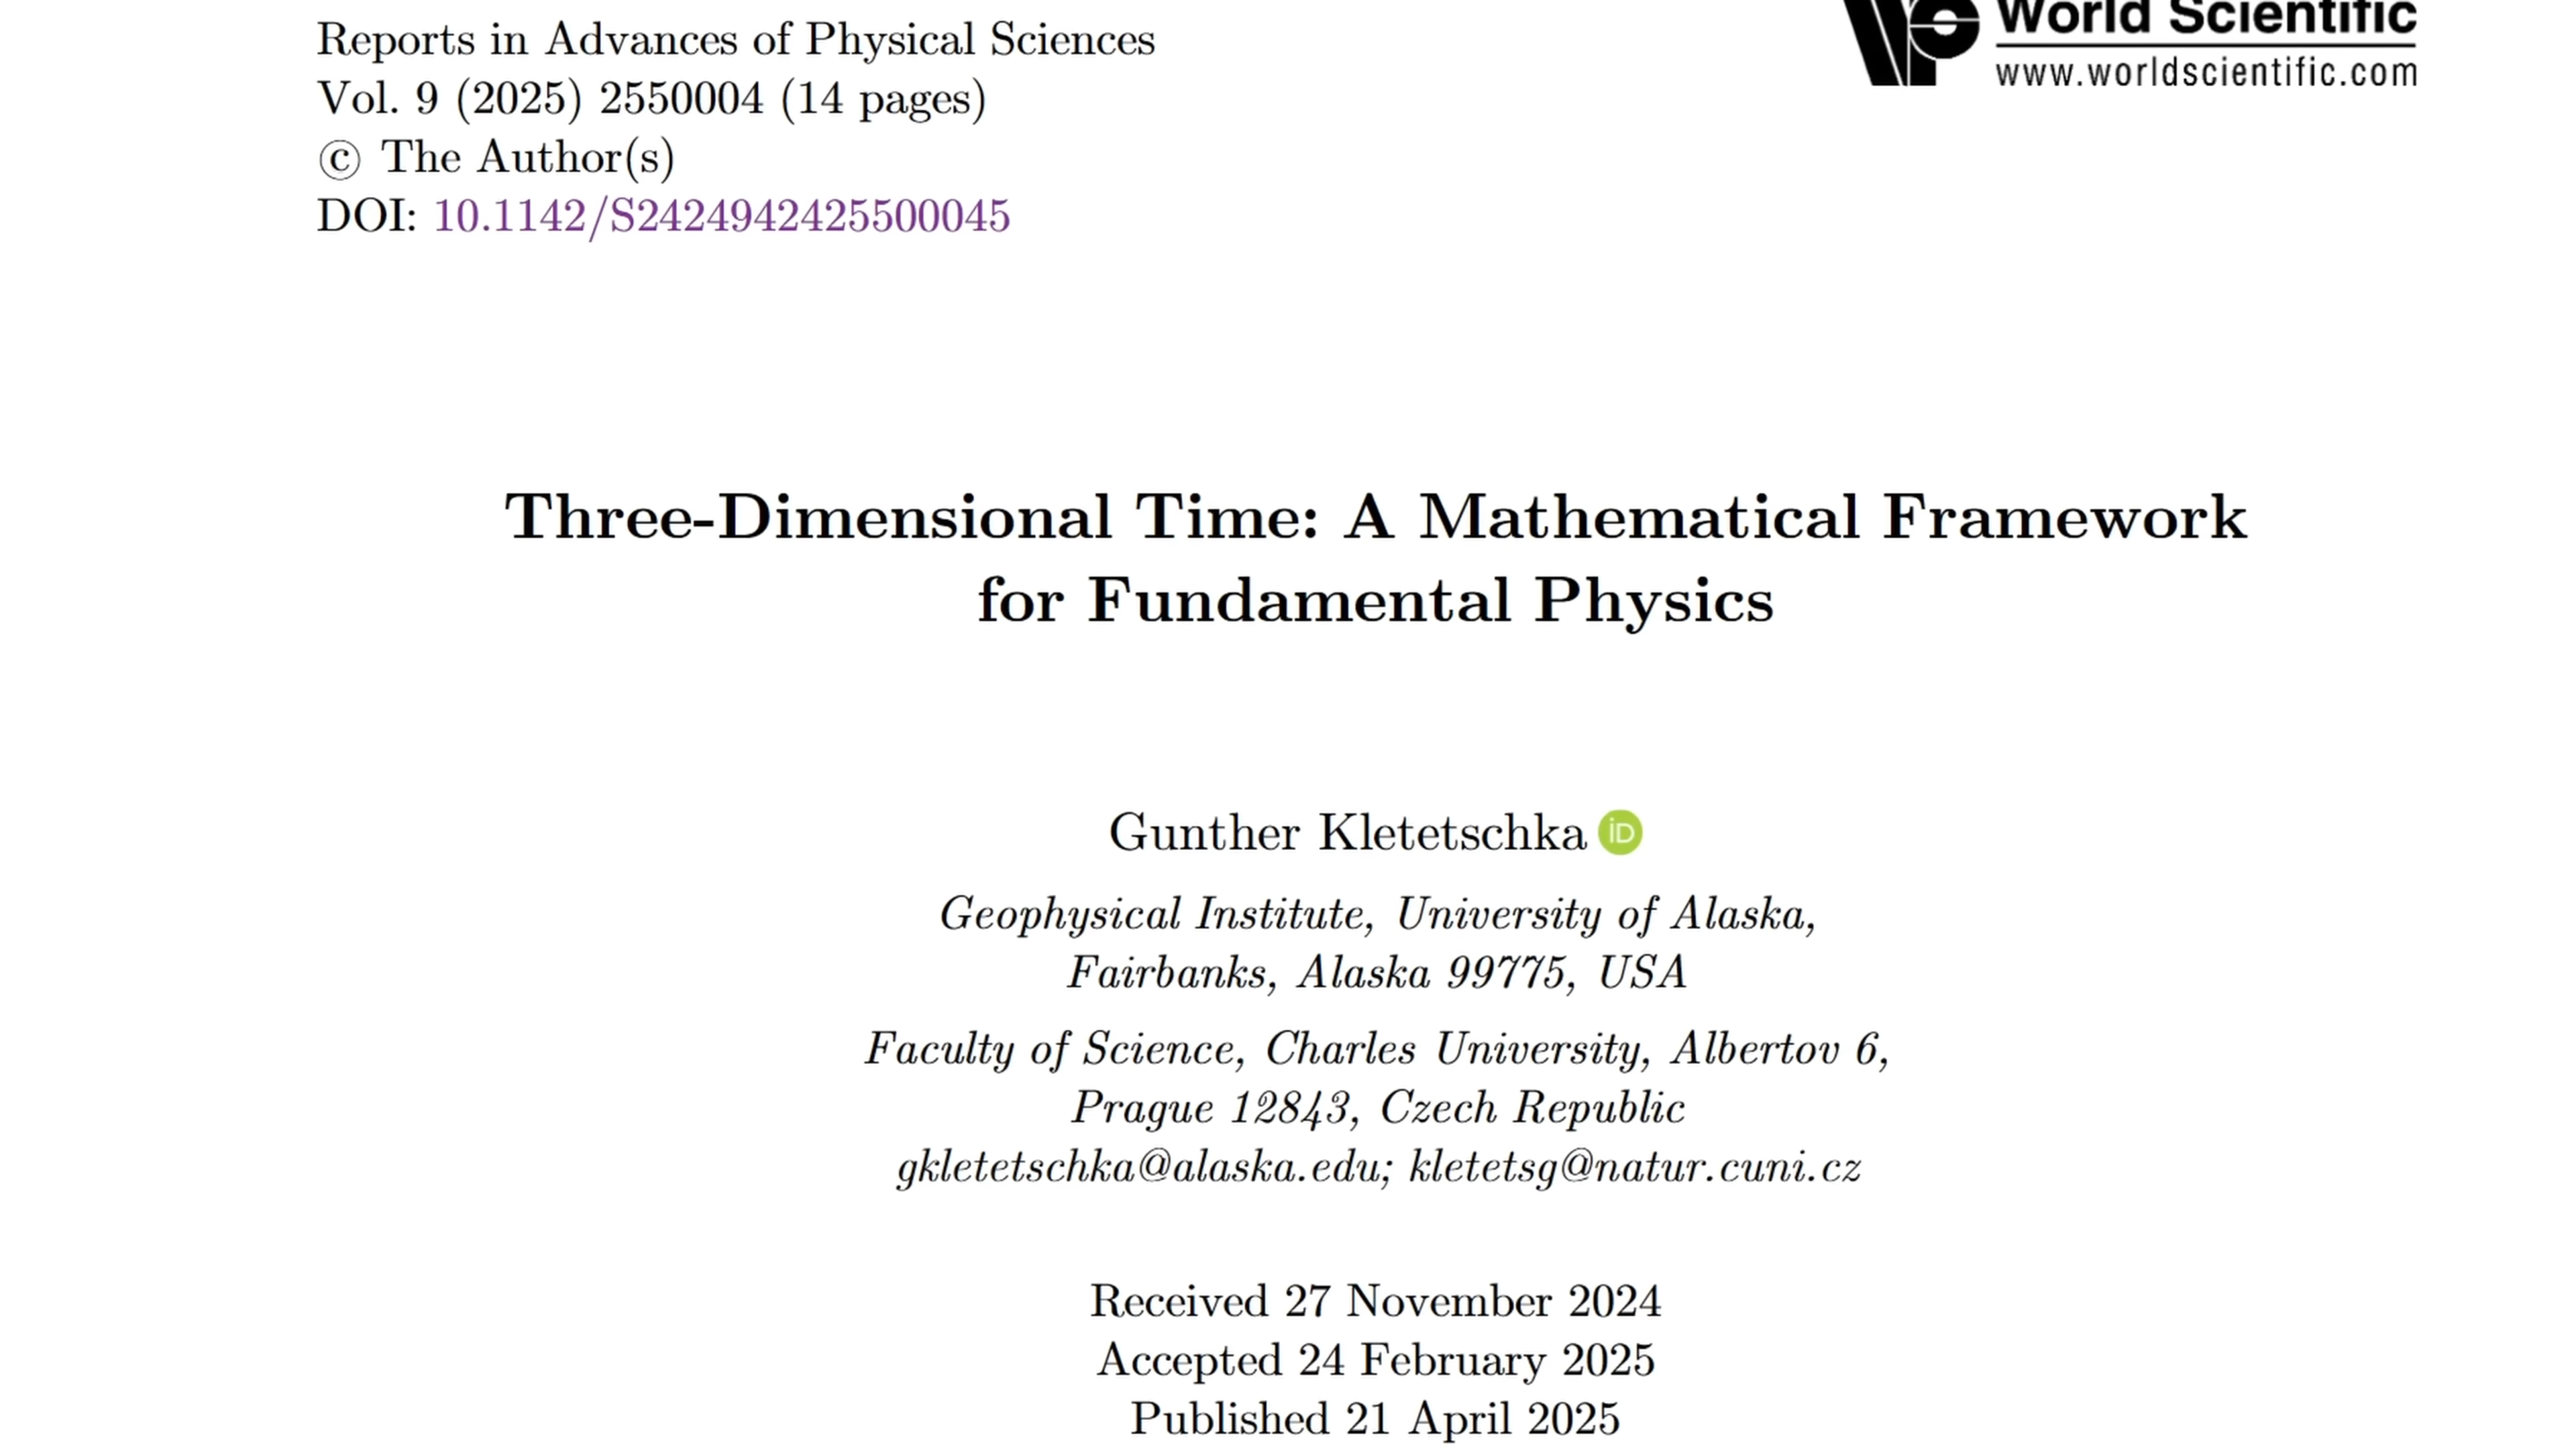 Reports in Advances of Physical Sciences
Vol. 9 (2025) 2550004 (14 pages)
© The Author(s)
DOI: 10.1142/S2424942425500045
World Scientific
www.worldscientific.com
Three-Dimensional Time: A Mathematical Framework
for Fundamental Physics
Gunther Kletetschka iD
Geophysical Institute, University of Alaska,
Fairbanks, Alaska 99775, USA
Faculty of Science, Charles University, Albertov 6,
Prague 12843, Czech Republic
gkletetschka@alaska.edu; kletetsg@natur.cuni.cz
Received 27 November 2024
Accepted 24 February 2025
Published 21 April 2025